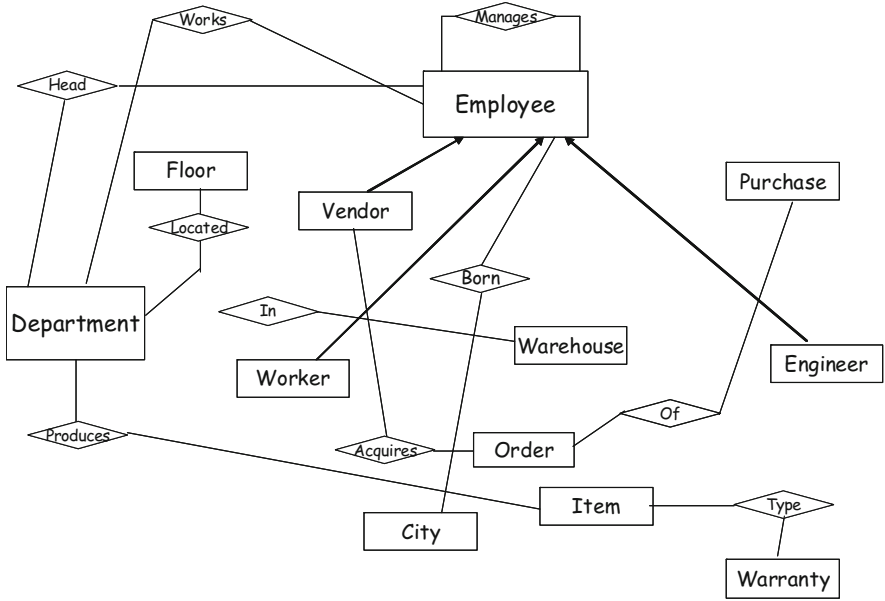 Manages
Works
Head
Employee
Floor
Purchase
Vendor
Located
Born
In
Department
Warehouse
Engineer
Worker
Of
Produces
Acquires
Order
Item
Type
City
Warranty